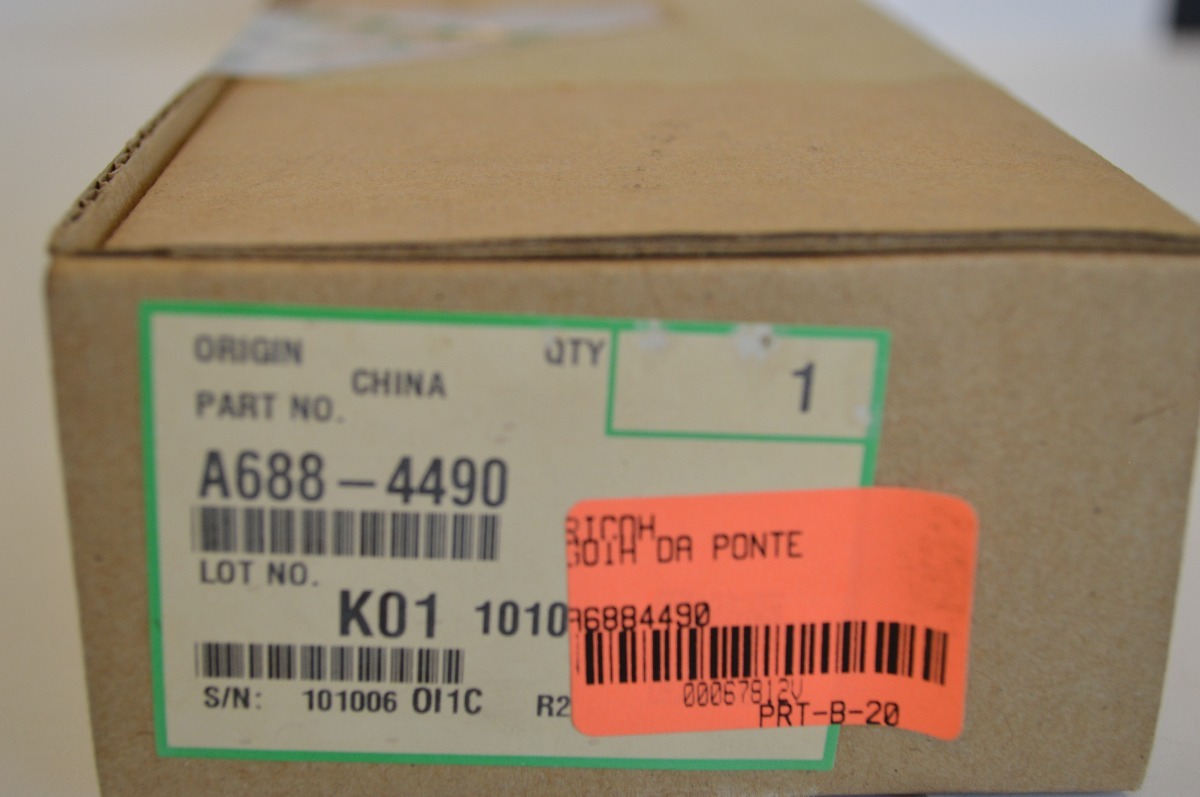 ORIGIN QTY
CHINA 1
PART NO.
A688-4490
LOT NO.
K01 1010
S/N: 101006 OI1C R2
RICOH
DA PONTE
A6884490
00067812V
PRT-B-20